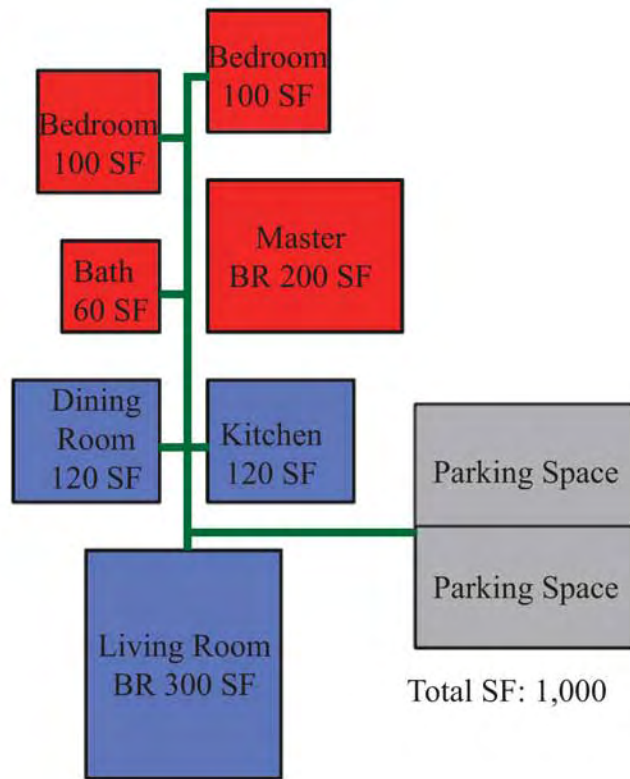 Bedroom
100 SF
Bedroom
100 SF
Master
BR 200 SF
Bath
60 SF
Dining
Room
120 SF
Kitchen
120 SF
Parking Space
Parking Space
Living Room
BR 300 SF
Total SF: 1,000